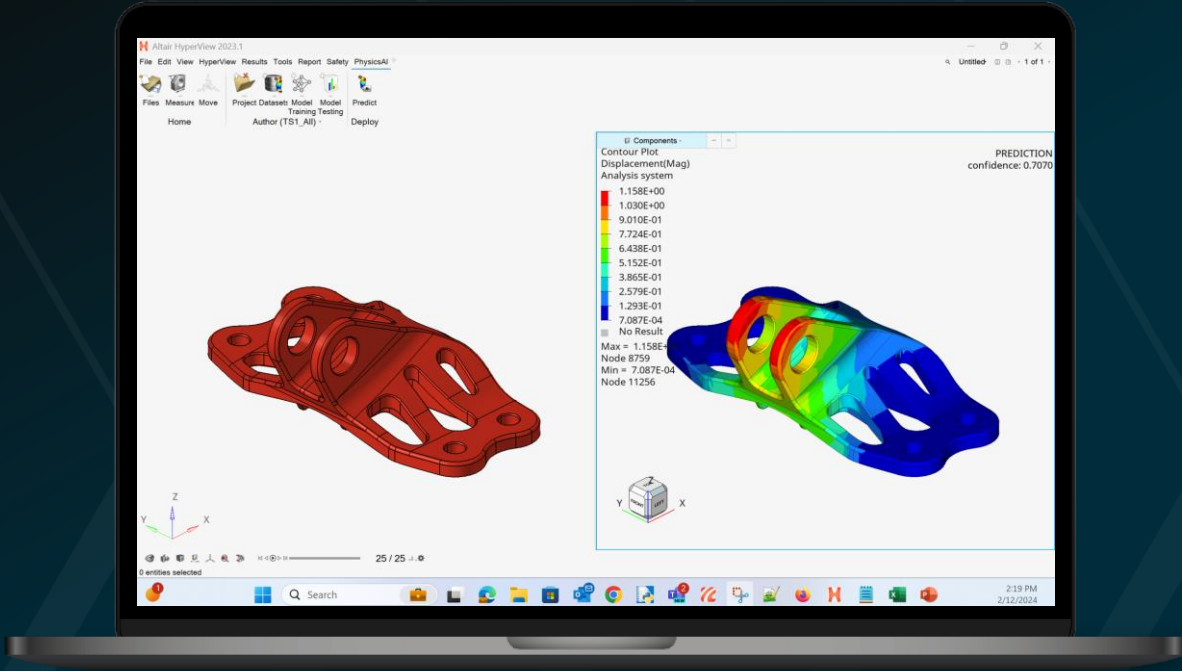 Altair HyperView 2023.1
File Edit View HyperView Results Tools Report Safety PhysicsAI
Untitled 1 of 1
Files Measure Move Project Datasets Model Training Model Testing Predict
Home Author (TS1_All) Deploy
Components
Contour Plot
Displacement(Mag)
Analysis system
1.158E+00
1.030E+00
9.010E-01
7.724E-01
6.438E-01
5.152E-01
3.865E-01
2.579E-01
1.293E-01
7.087E-04
No Result
Max = 1.158E+
Node 8759
Min = 7.087E-04
Node 11256
PREDICTION
confidence: 0.7070
Z
Y
X
Y
X
25 / 25
0 entities selected
1
Search
2
2:19 PM
2/12/2024